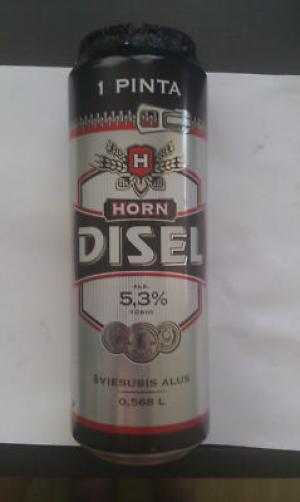 1 PINTA
H
HORN
DISEL
ALK.
5,3%
TŪRIO
ŠVIESUSIS ALUS
0,568 L